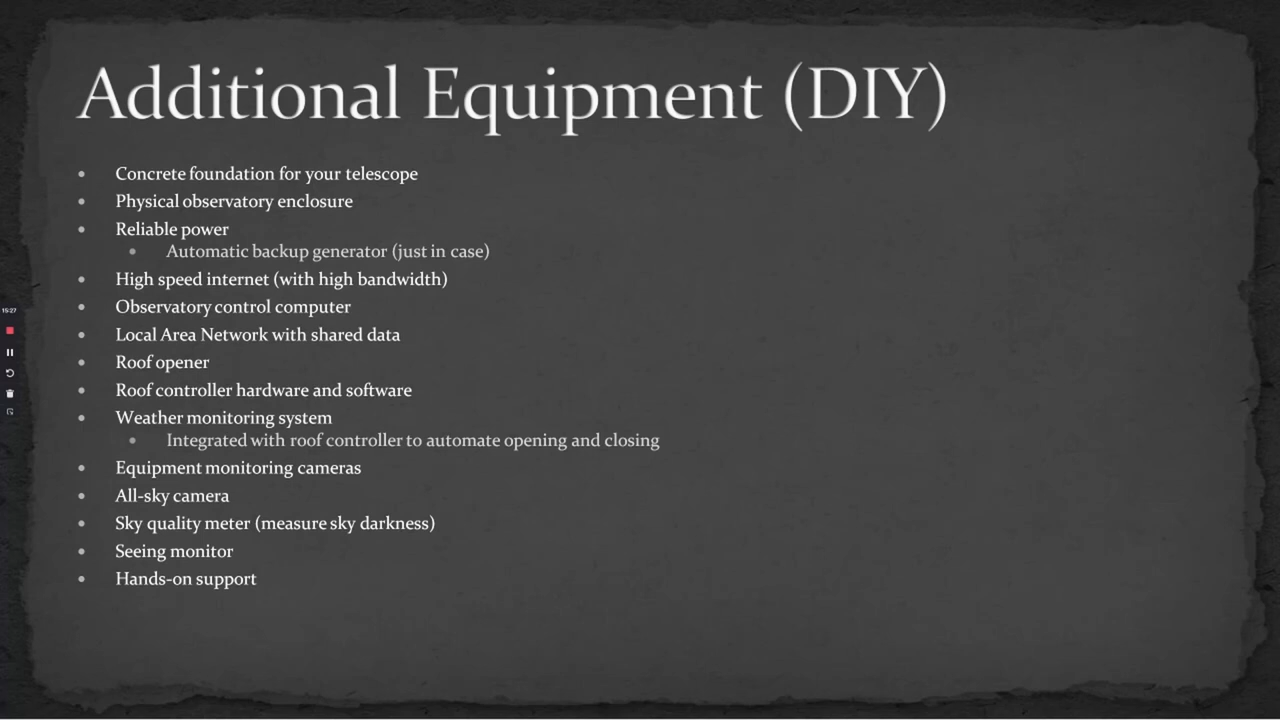 Additional Equipment (DIY)
• Concrete foundation for your telescope
• Physical observatory enclosure
• Reliable power
• Automatic backup generator (just in case)
• High speed internet (with high bandwidth)
• Observatory control computer
• Local Area Network with shared data
15:27
• Roof opener
• Roof controller hardware and software
• Weather monitoring system
• Integrated with roof controller to automate opening and closing
• Equipment monitoring cameras
• All-sky camera
• Sky quality meter (measure sky darkness)
• Seeing monitor
• Hands-on support